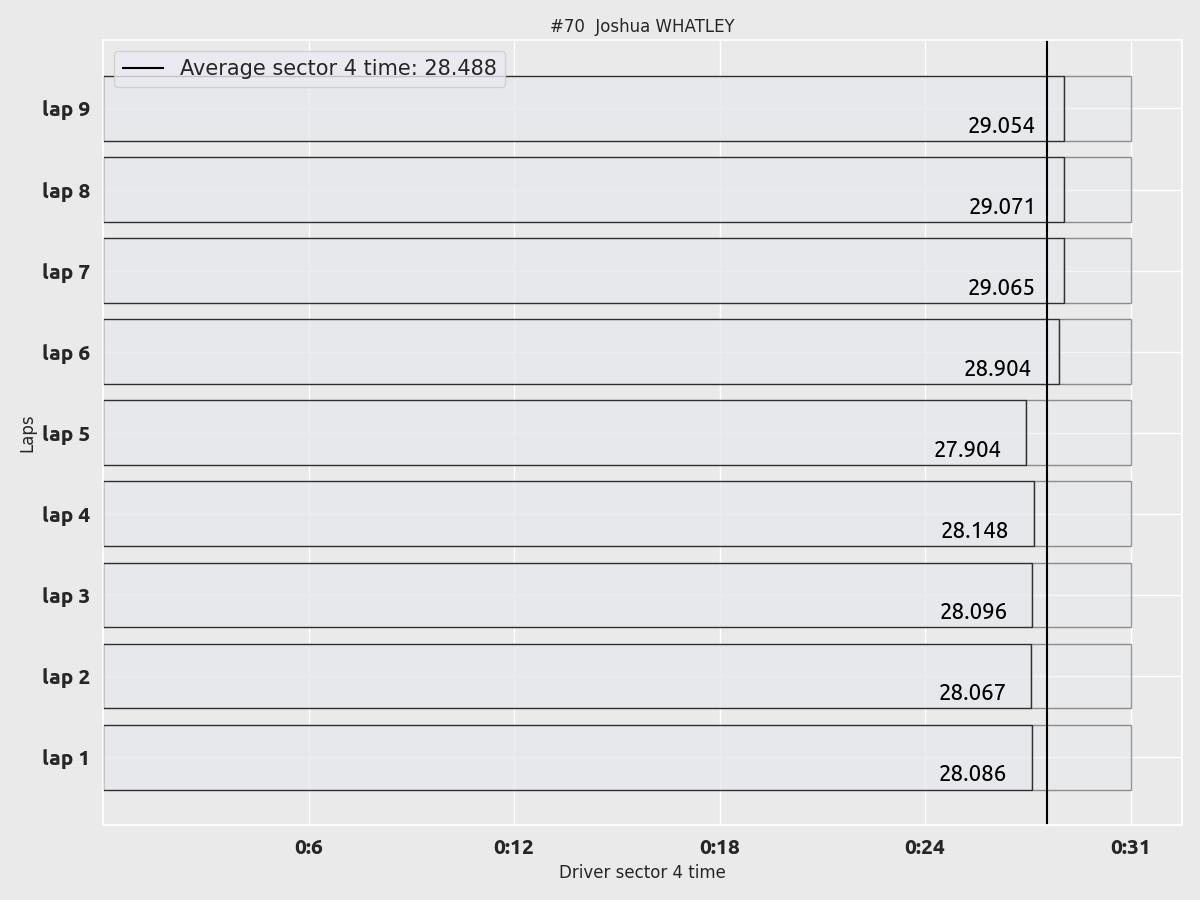 #70  Joshua WHATLEY
Average sector 4 time: 28.488
lap 9
29.054
lap 8
29.071
lap 7
29.065
lap 6
28.904
Laps
lap 5
27.904
lap 4
28.148
lap 3
28.096
lap 2
28.067
lap 1
28.086
0:6 0:12 0:18 0:24 0:31
Driver sector 4 time